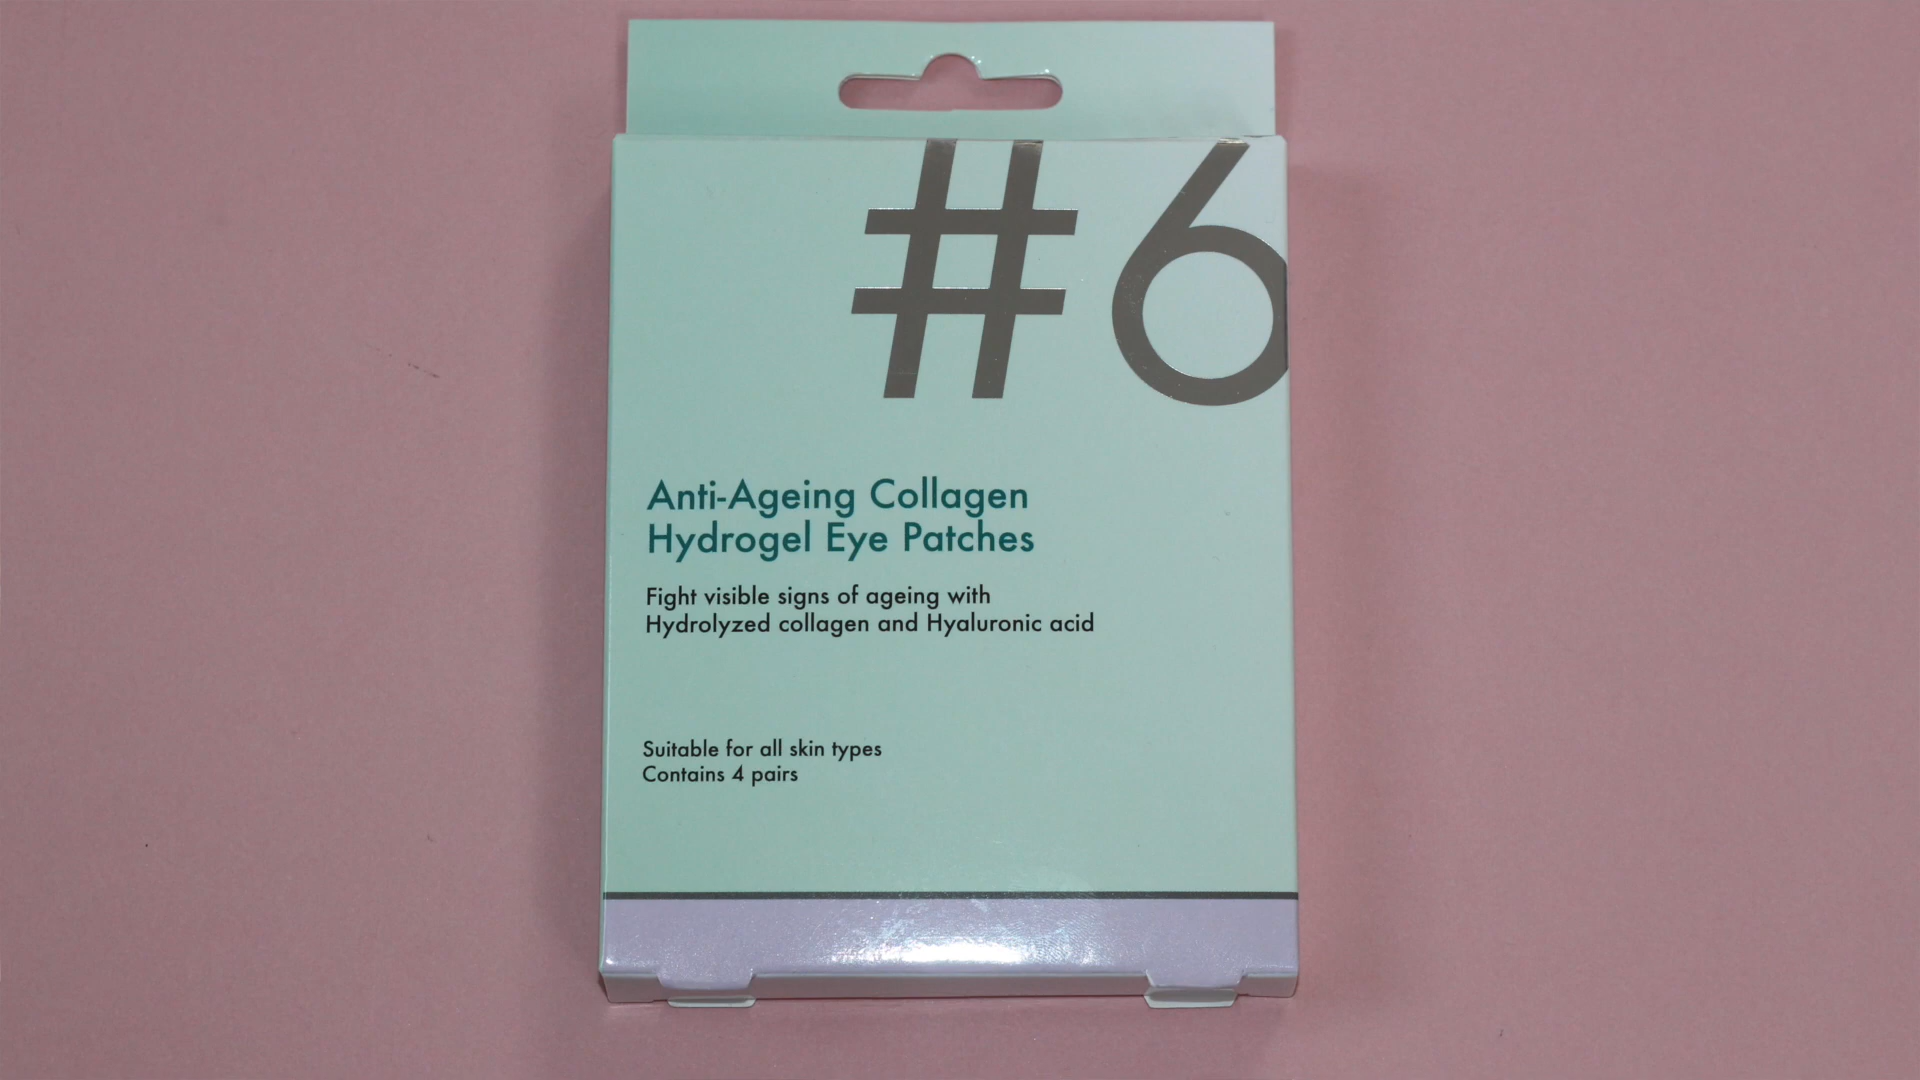 #6
Anti-Ageing Collagen
Hydrogel Eye Patches
Fight visible signs of ageing with
Hydrolyzed collagen and Hyaluronic acid
Suitable for all skin types
Contains 4 pairs